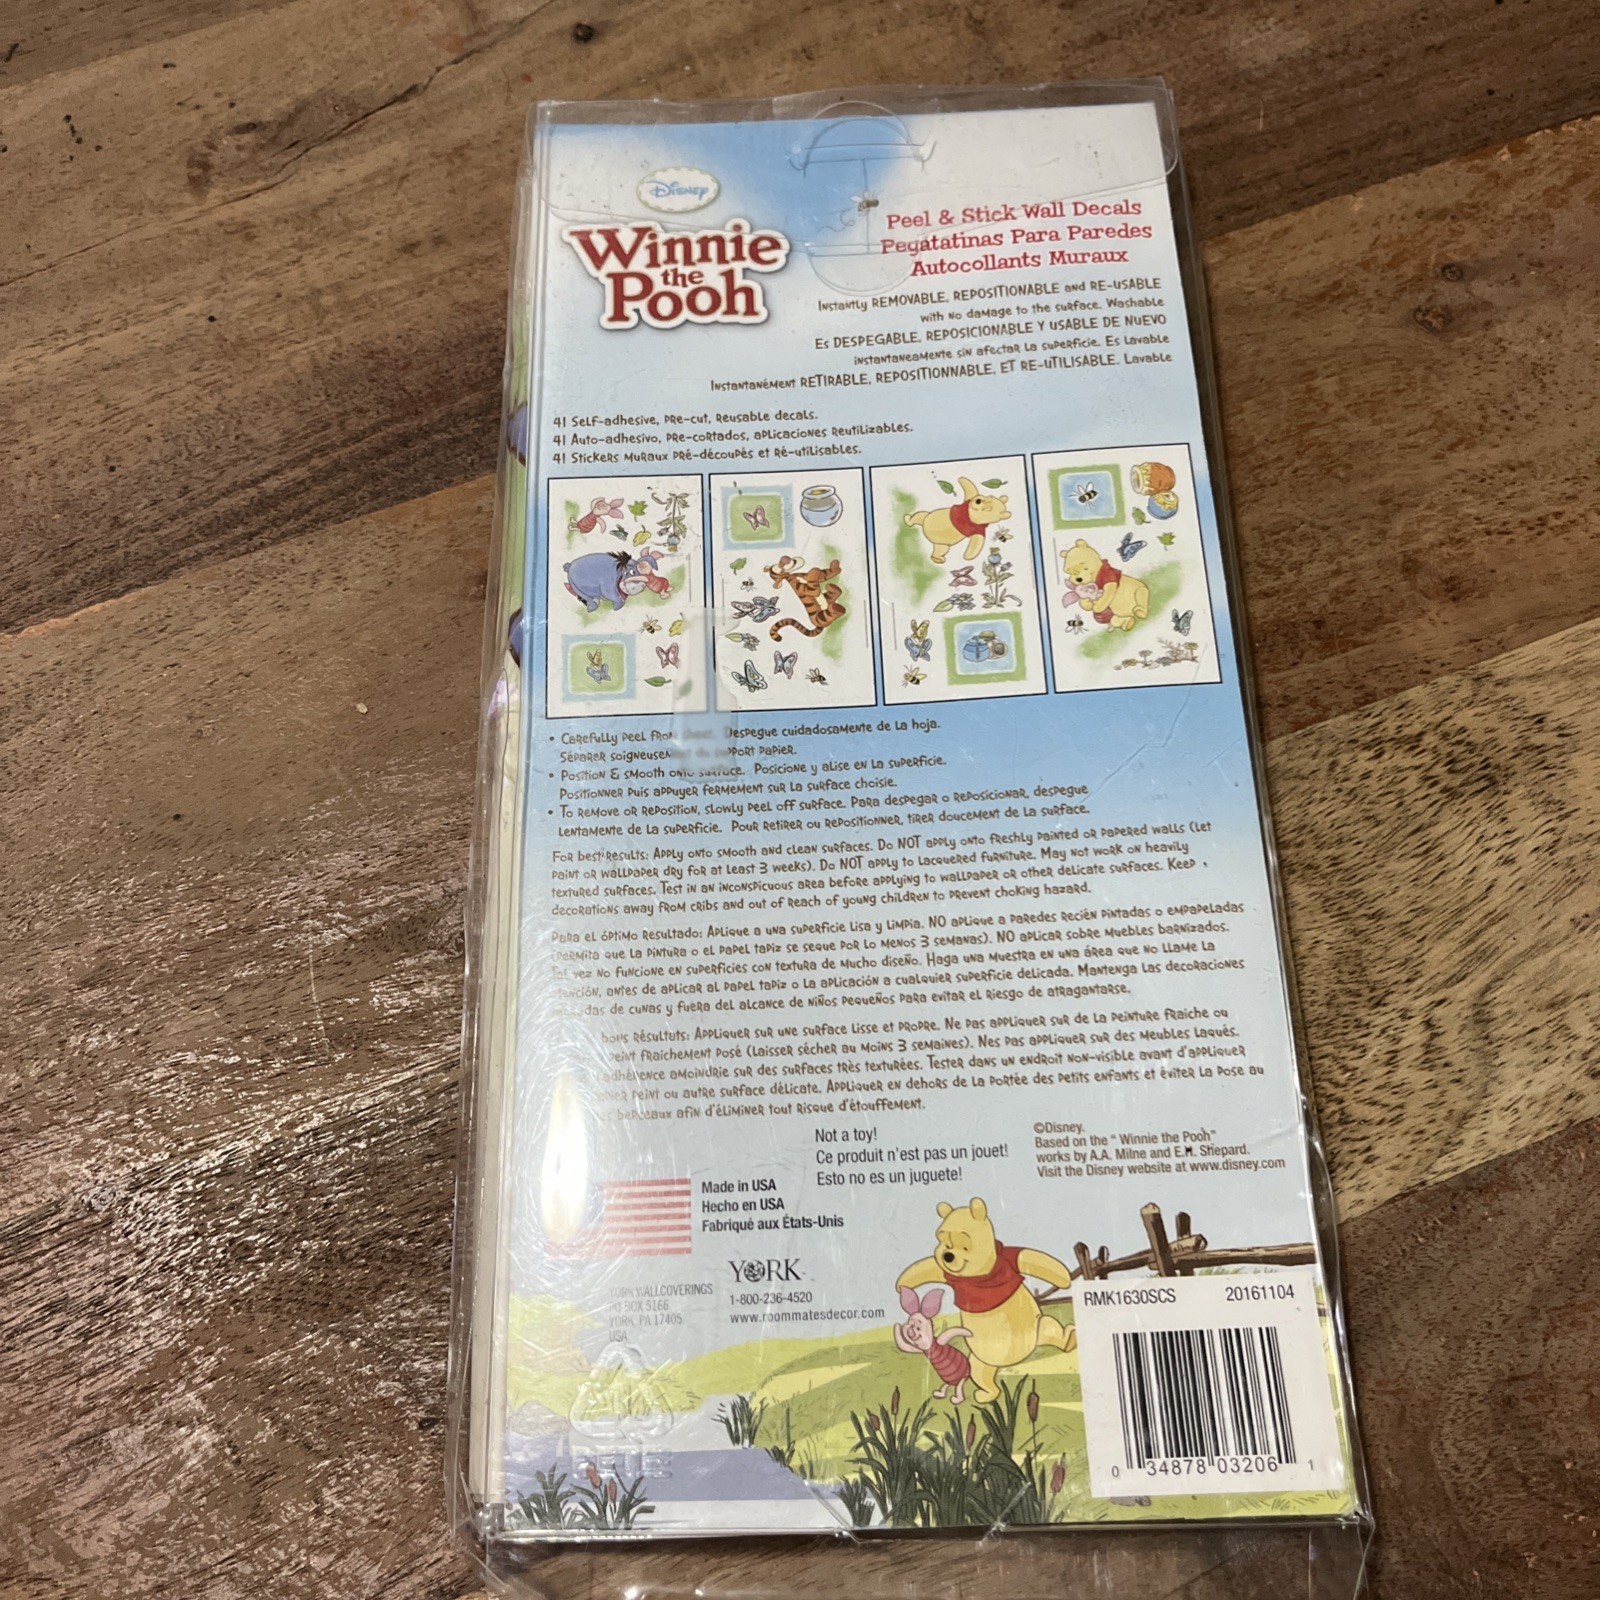 Disney
Winnie
the
Pooh
Peel & Stick Wall Decals
Pegatatinas Para Paredes
Autocollants Muraux
Instantly REMOVABLE, REPOSITIONABLE and RE-USABLE
with no damage to the surface. Washable
Es DESPEGABLE, REPOSICIONABLE Y USABLE DE NUEVO
instantaneamente sin afectar la superficie. Es Lavable
Instantanément RETIRABLE, REPOSITIONNABLE, ET RE-UTILISABLE. Lavable
41 Self-adhesive, pre-cut, reusable decals.
41 Auto-adhesivo, pre-cortados, aplicaciones reutilizables.
41 Stickers muraux pré-découpés et ré-utilisables.
• Carefully peel from sheet. Despegue cuidadosamente de la hoja.
Séparer soigneusement du support papier.
• Position & smooth onto surface. Posicione y alise en la superficie.
Positionner puis appuyer fermement sur la surface choisie.
• To remove or reposition, slowly peel off surface. Para despegar o reposicionar, despegue
lentamente de la superficie. Pour retirer ou repositionner, tirer doucement de la surface.
For best results: Apply onto smooth and clean surfaces. Do NOT apply onto freshly painted or papered walls (let
paint or wallpaper dry for at least 3 weeks). Do NOT apply to lacquered furniture. May not work on heavily
textured surfaces. Test in an inconspicuous area before applying to wallpaper or other delicate surfaces. Keep
decorations away from cribs and out of reach of young children to prevent choking hazard.
Para el óptimo resultado: Aplique a una superficie lisa y limpia. NO aplique a paredes recién pintadas o empapeladas
(permita que la pintura o el papel tapiz se seque por lo menos 3 semanas). NO aplicar sobre muebles barnizados.
Tal vez no funcione en superficies con textura de mucho diseño. Haga una muestra en una área que no llame la
atención, antes de aplicar al papel tapiz o la aplicación a cualquier superficie delicada. Mantenga las decoraciones
de cunas y fuera del alcance de niños pequeños para evitar el riesgo de atragantarse.
bons résultuts: Appliquer sur une surface lisse et propre. Ne pas appliquer sur de la peinture fraiche ou
peint fraichement posé (laisser sécher au moins 3 semaines). Nes pas appliquer sur des meubles laqués.
adhérence amoindrie sur des surfaces très texturées. Tester dans un endroit non-visible avant d'appliquer
papier peint ou autre surface délicate. Appliquer en dehors de la portée des petits enfants et éviter la pose au
berceaux afin d'éliminer tout risque d'étouffement.
Not a toy!
Ce produit n'est pas un jouet!
Esto no es un juguete!
©Disney.
Based on the "Winnie the Pooh"
works by A.A. Milne and E.H. Shepard.
Visit the Disney website at www.disney.com
Made in USA
Hecho en USA
Fabriqué aux États-Unis
YORK WALLCOVERINGS
PO BOX 5166
YORK, PA 17405
USA
YORK
1-800-236-4520
www.roommatesdecor.com
RMK1630SCS 20161104
0 34878 03206 1